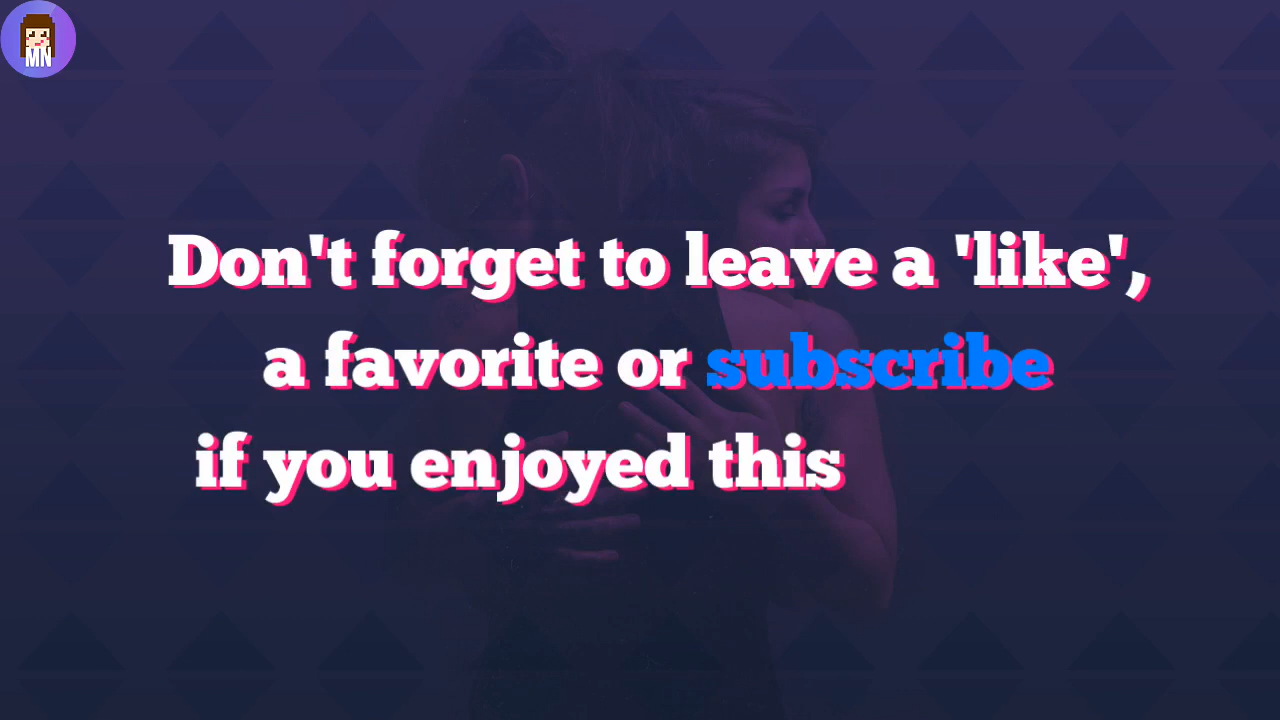 MN
Don't forget to leave a 'like',
a favorite or subscribe
if you enjoyed this